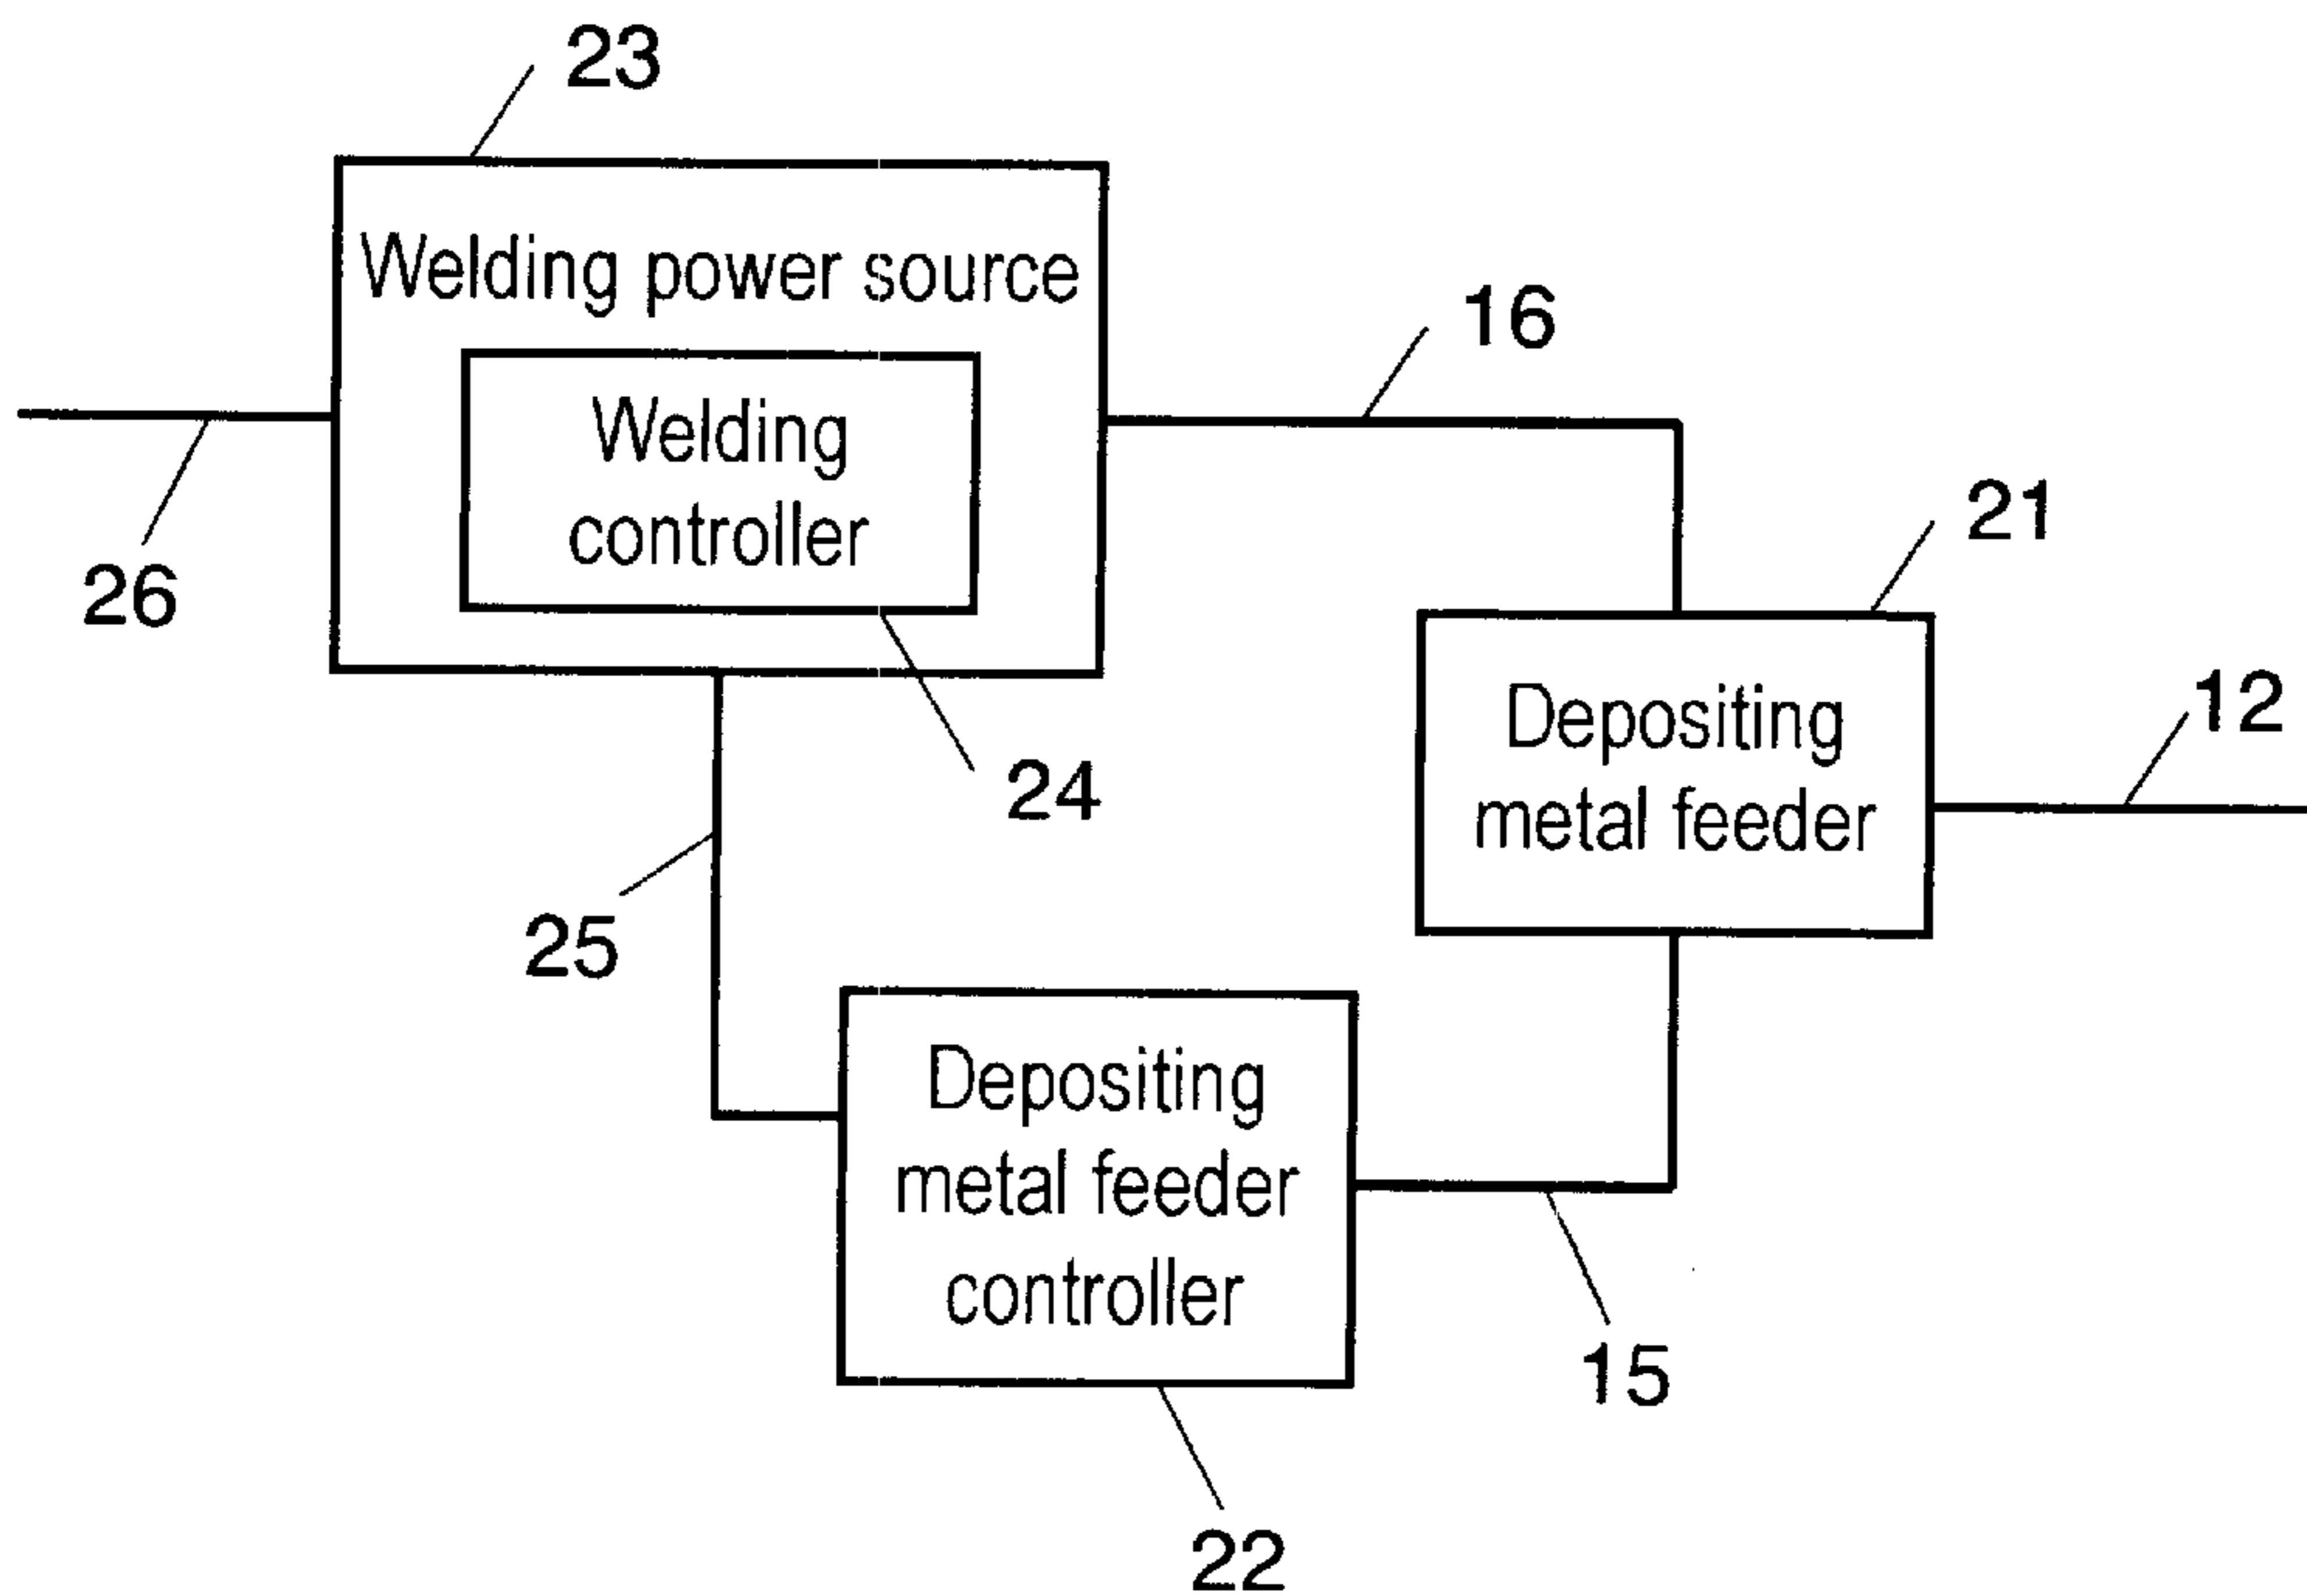 23
Welding power source
16
Welding
controller
21
26
12
Depositing
metal feeder
24
25
Depositing
metal feeder
controller
15
22